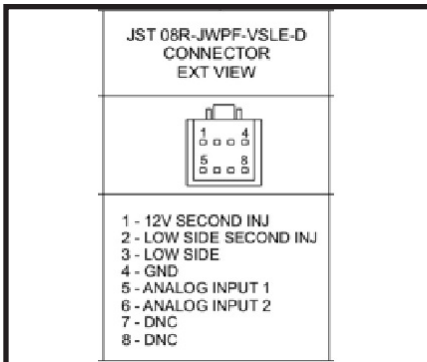 JST 08R-JWPF-VSLE-D
CONNECTOR
EXT VIEW
1 4
5 8
1 - 12V SECOND INJ
2 - LOW SIDE SECOND INJ
3 - LOW SIDE
4 - GND
5 - ANALOG INPUT 1
6 - ANALOG INPUT 2
7 - DNC
8 - DNC